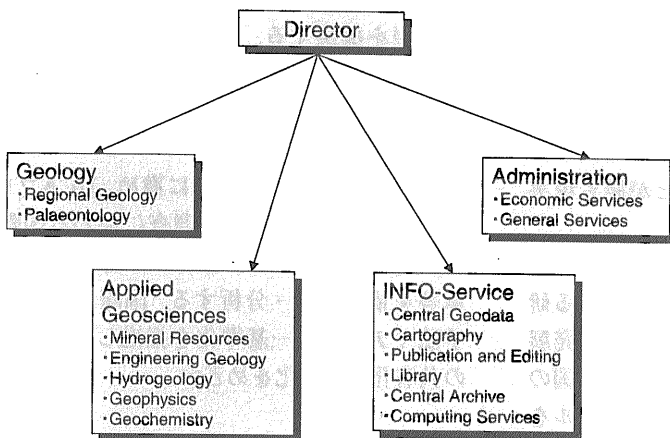 Director
Geology
・Regional Geology
・Palaeontology
Administration
・Economic Services
・General Services
Applied
Geosciences
・Mineral Resources
・Engineering Geology
・Hydrogeology
・Geophysics
・Geochemistry
INFO-Service
・Central Geodata
・Cartography
・Publication and Editing
・Library
・Central Archive
・Computing Services